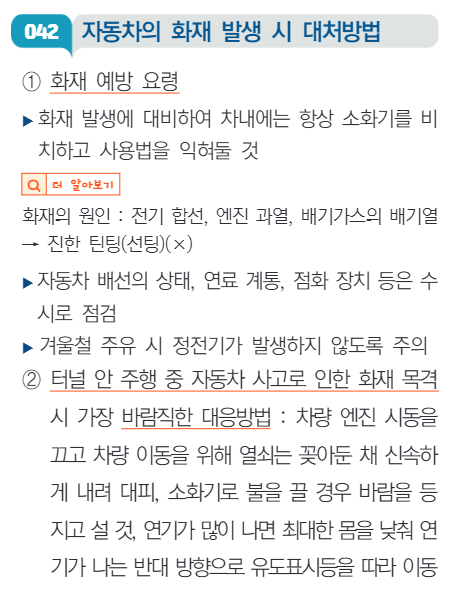 042 자동차의 화재 발생 시 대처방법
① 화재 예방 요령
▶ 화재 발생에 대비하여 차내에는 항상 소화기를 비
치하고 사용법을 익혀둘 것
더 알아보기
화재의 원인 : 전기 합선, 엔진 과열, 배기가스의 배기열
→ 진한 틴팅(선팅)(×)
▶ 자동차 배선의 상태, 연료 계통, 점화 장치 등은 수
시로 점검
▶ 겨울철 주유 시 정전기가 발생하지 않도록 주의
② 터널 안 주행 중 자동차 사고로 인한 화재 목격
시 가장 바람직한 대응방법 : 차량 엔진 시동을
끄고 차량 이동을 위해 열쇠는 꽂아둔 채 신속하
게 내려 대피, 소화기로 불을 끌 경우 바람을 등
지고 설 것, 연기가 많이 나면 최대한 몸을 낮춰 연
기가 나는 반대 방향으로 유도표시등을 따라 이동